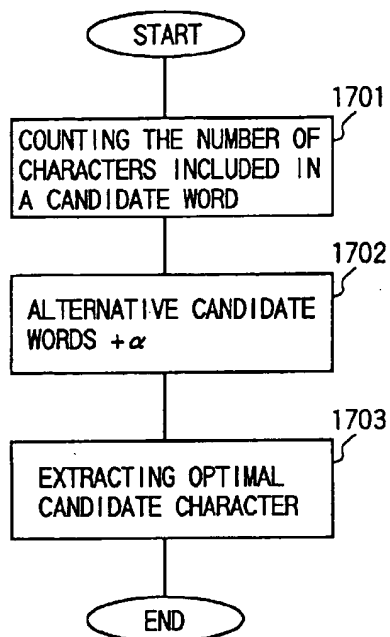 START
1701
COUNTING THE NUMBER OF
CHARACTERS INCLUDED IN
A CANDIDATE WORD
1702
ALTERNATIVE CANDIDATE
WORDS +α
1703
EXTRACTING OPTIMAL
CANDIDATE CHARACTER
END